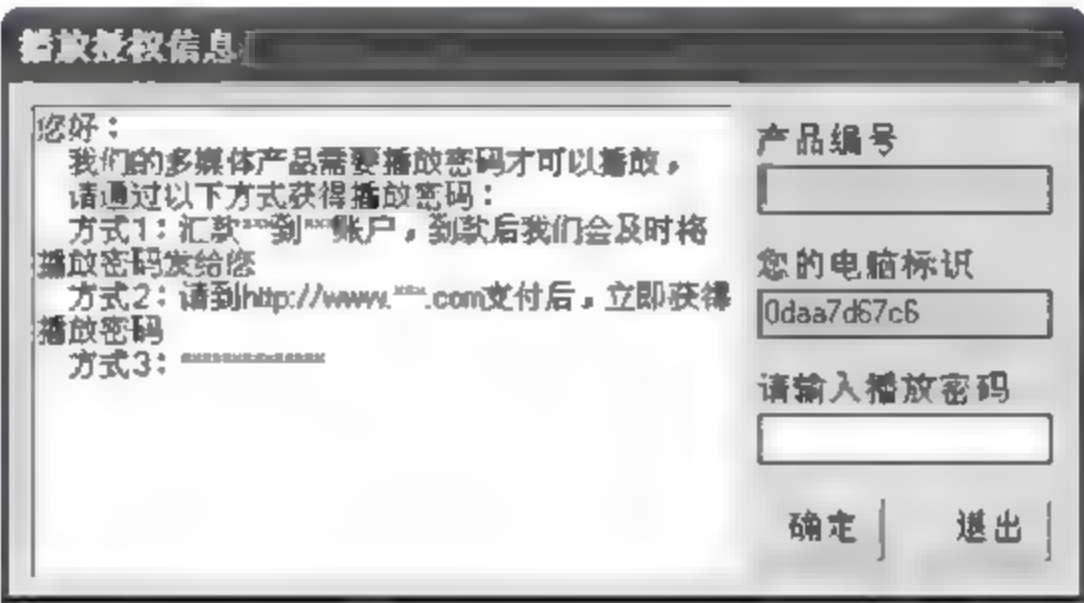 播放授权信息
您好：
我们的多媒体产品需要播放密码才可以播放，
请通过以下方式获得播放密码：
方式1：汇款***到***账户，到款后我们会及时将
播放密码发给您
方式2：请到http://www.***.com支付后，立即获得
播放密码
方式3：**************
产品编号
您的电脑标识
0daa7d67c6
请输入播放密码
确定
退出